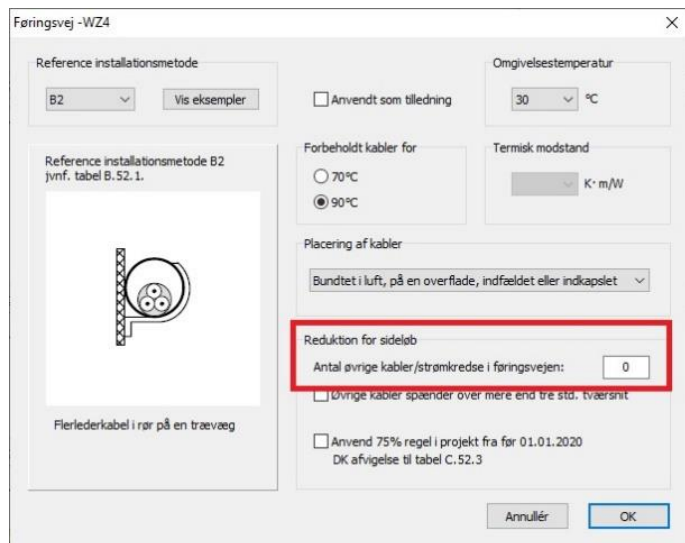 Føringsvej -WZ4
Reference installationsmetode
B2
Vis eksempler
Anvendt som tilledning
Omgivelsestemperatur
30
ºC
Reference installationsmetode B2
jvnf. tabel B.52.1.
Flerlederkabel i rør på en trævæg
Forbeholdt kabler for
70ºC
90ºC
Termisk modstand
K· m/W
Placering af kabler
Bundtet i luft, på en overflade, indfældet eller indkapslet
Reduktion for sideløb
Antal øvrige kabler/strømkredse i føringsvejen:
0
Øvrige kabler spænder over mere end tre std. tværsnit
Anvend 75% regel i projekt fra før 01.01.2020
DK afvigelse til tabel C.52.3
Annullér
OK